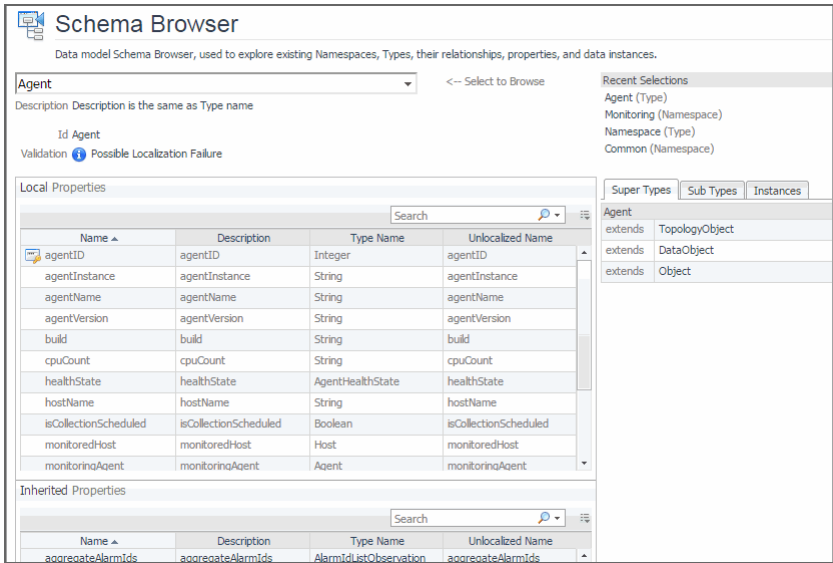 Schema Browser
Data model Schema Browser, used to explore existing Namespaces, Types, their relationships, properties, and data instances.
Agent
<-- Select to Browse
Description Description is the same as Type name
Id Agent
Validation Possible Localization Failure
Recent Selections
Agent (Type)
Monitoring (Namespace)
Namespace (Type)
Common (Namespace)
Local Properties
Search
Name Description Type Name Unlocalized Name
agentID agentID Integer agentID
agentInstance agentInstance String agentInstance
agentName agentName String agentName
agentVersion agentVersion String agentVersion
build build String build
cpuCount cpuCount String cpuCount
healthState healthState AgentHealthState healthState
hostName hostName String hostName
isCollectionScheduled isCollectionScheduled Boolean isCollectionScheduled
monitoredHost monitoredHost Host monitoredHost
monitoringAgent monitoringAgent Agent monitoringAgent
Super Types Sub Types Instances
Agent
extends TopologyObject
extends DataObject
extends Object
Inherited Properties
Search
Name Description Type Name Unlocalized Name
aggregateAlarmIds aggregateAlarmIds AlarmIdListObservation aggregateAlarmIds